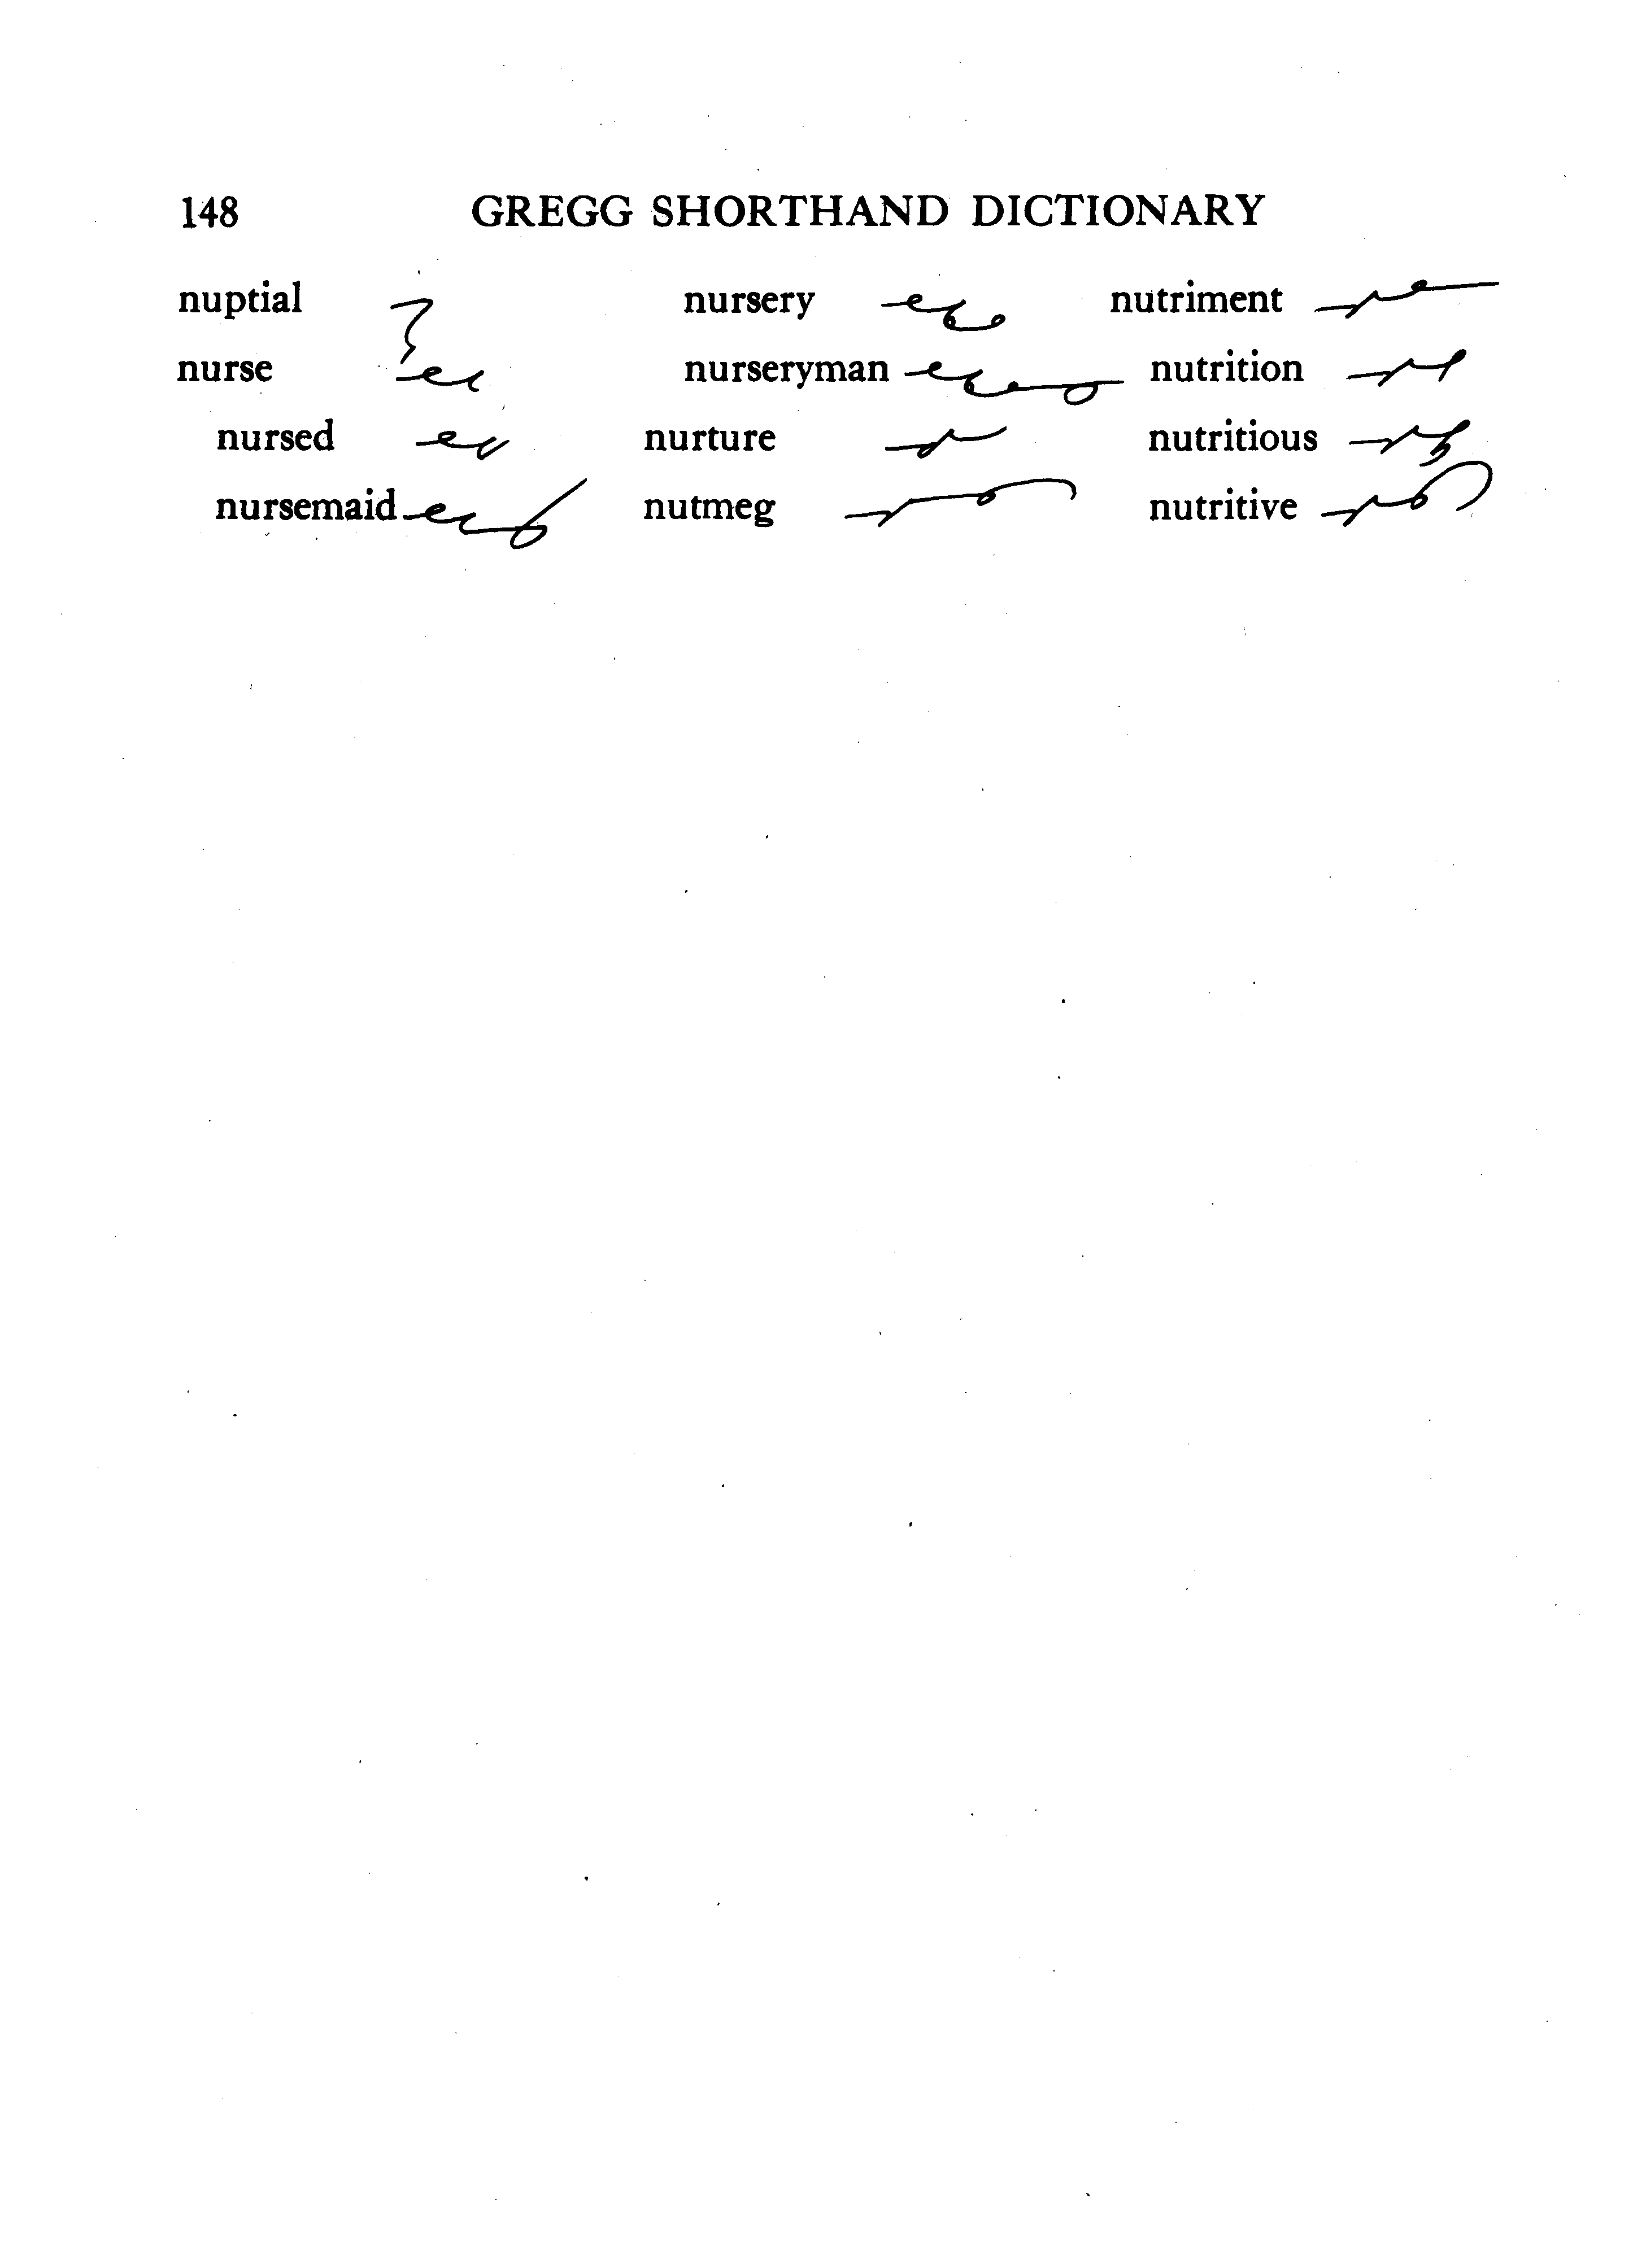 148 GREGG SHORTHAND DICTIONARY
nuptial
nurse
nursed
nursemaid
nursery
nurseryman
nurture
nutmeg
nutriment
nutrition
nutritious
nutritive